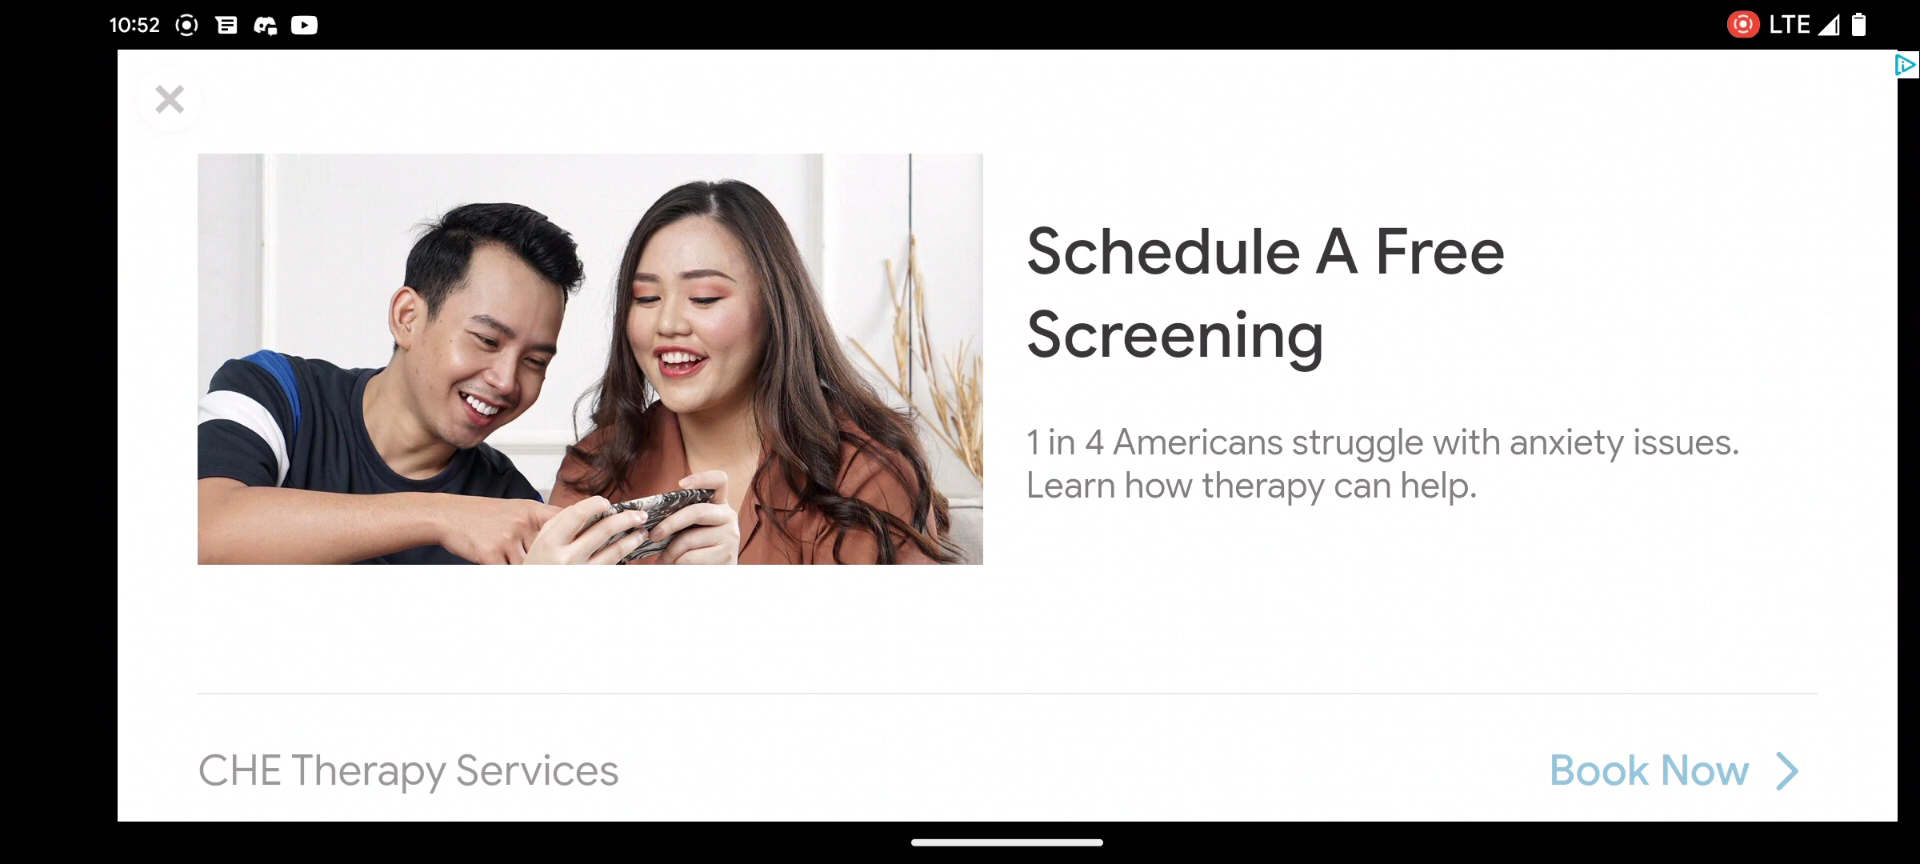 10:52
LTE
Schedule A Free
Screening
1 in 4 Americans struggle with anxiety issues.
Learn how therapy can help.
CHE Therapy Services
Book Now